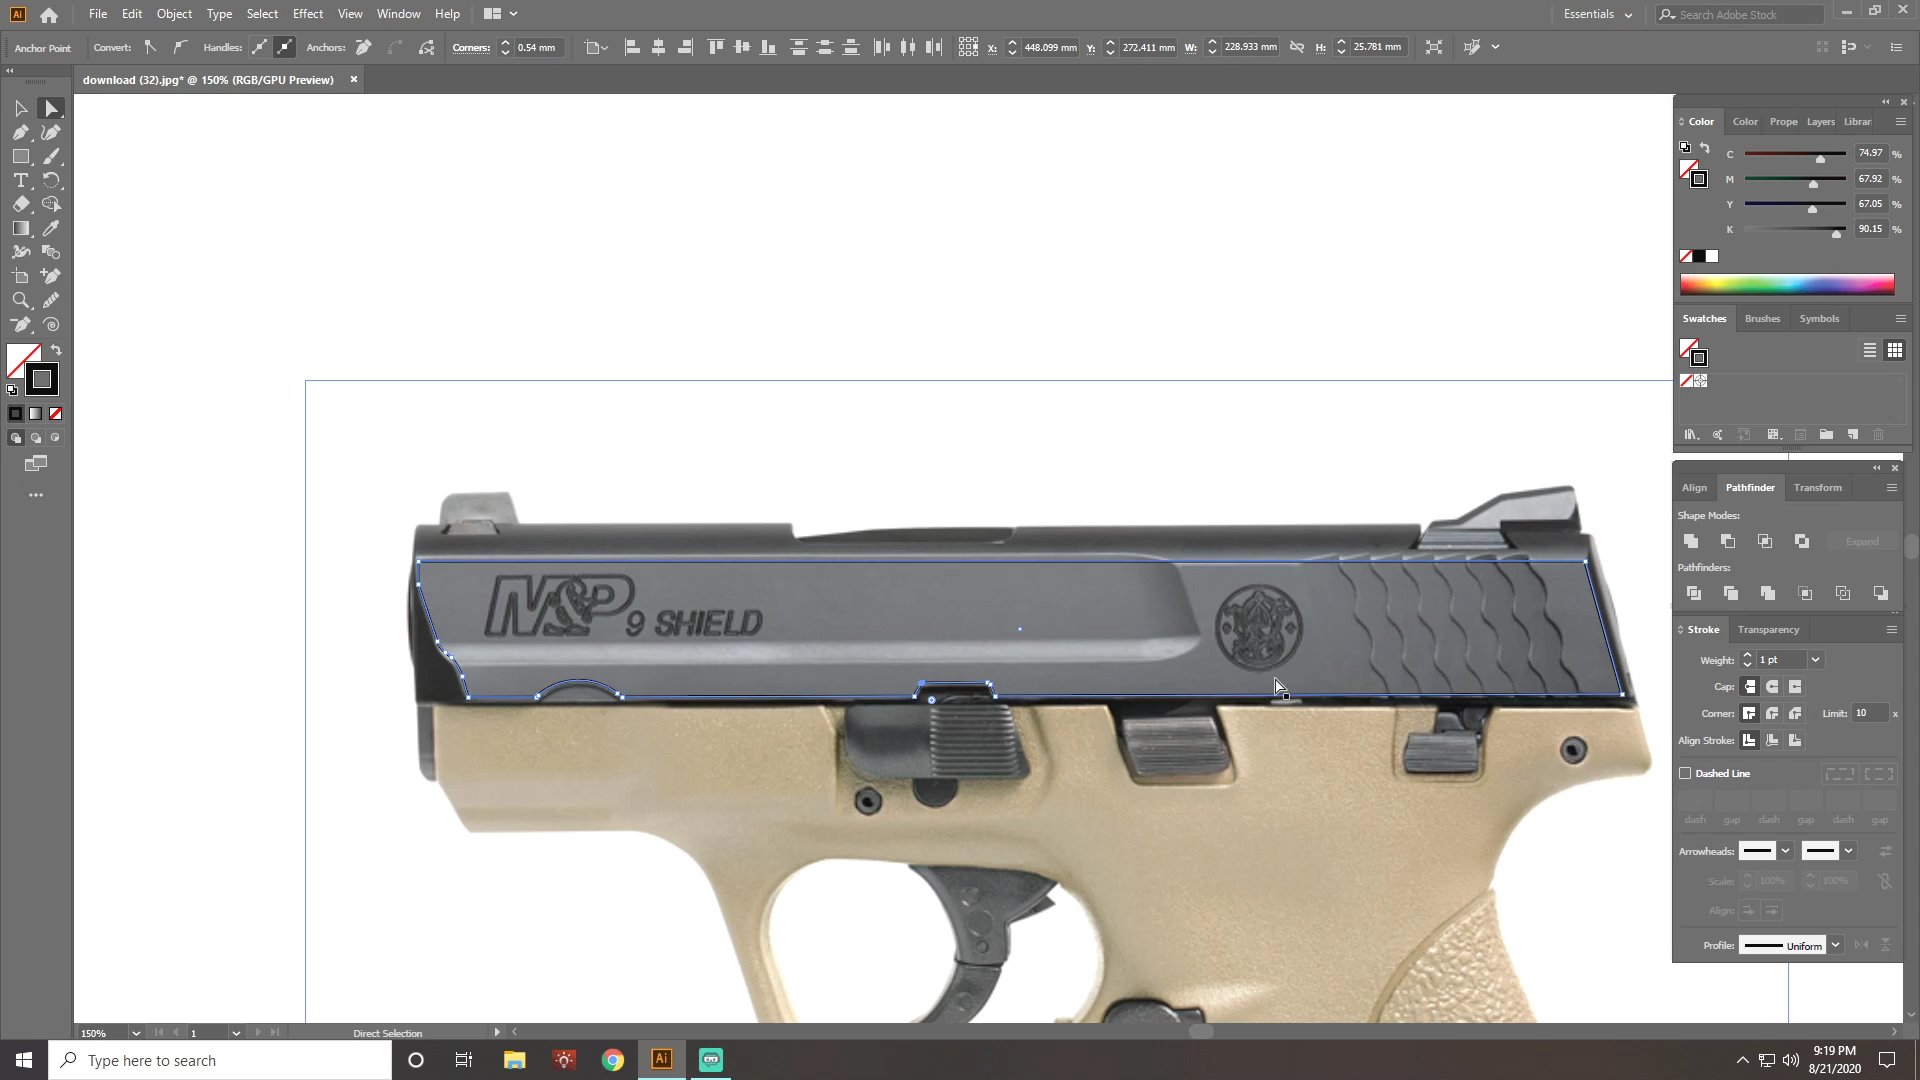 Ai File Edit Object Type Select Effect View Window Help Essentials Search Adobe Stock
Anchor Point Convert: Handles: Anchors: Corners: 0.54 mm X: 448.099 mm Y: 272.411 mm W: 228.933 mm H: 25.781 mm
download (32).jpg* @ 150% (RGB/GPU Preview)
Color Color Prope Layers Librar
C 74.97 %
M 67.92 %
Y 67.05 %
K 90.15 %
Swatches Brushes Symbols
Align Pathfinder Transform
Shape Modes:
Expand
Pathfinders:
Stroke Transparency
Weight: 1 pt
Cap:
Corner: Limit: 10 x
Align Stroke:
Dashed Line
dash gap dash gap dash gap
Arrowheads:
Scale: 100% 100%
Align:
Profile: Uniform
M&P 9 SHIELD
150% 1 Direct Selection
Type here to search
Ai
9:19 PM
8/21/2020